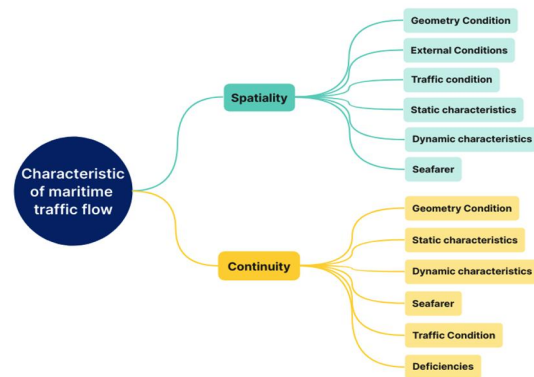 Characteristic
of maritime
traffic flow
Spatiality
Geometry Condition
External Conditions
Traffic condition
Static characteristics
Dynamic characteristics
Seafarer
Continuity
Geometry Condition
Static characteristics
Dynamic characteristics
Seafarer
Traffic Condition
Deficiencies